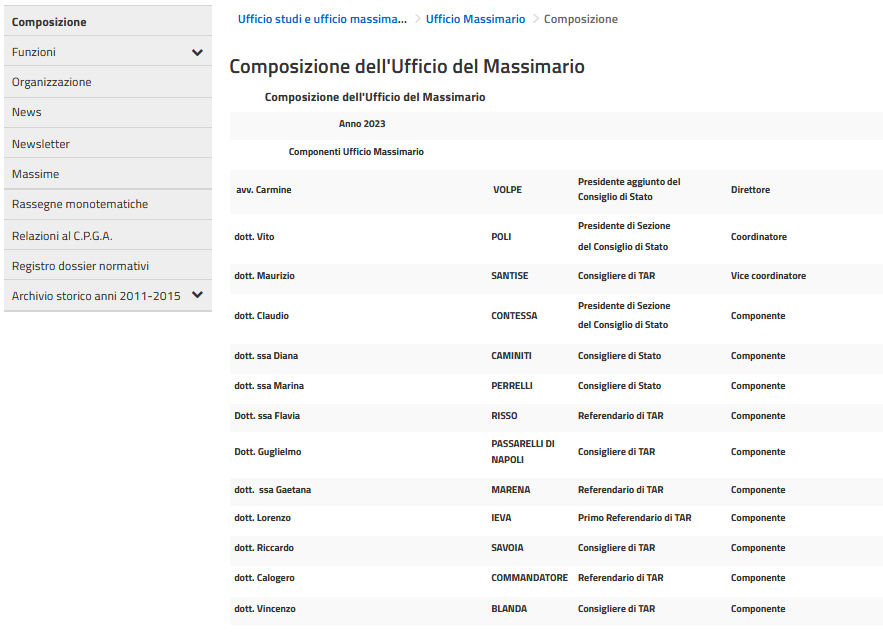 Composizione
Funzioni
Organizzazione
News
Newsletter
Massime
Rassegne monotematiche
Relazioni al C.P.G.A.
Registro dossier normativi
Archivio storico anni 2011-2015
Ufficio studi e ufficio massima... > Ufficio Massimario > Composizione
Composizione dell'Ufficio del Massimario
Composizione dell'Ufficio del Massimario
Anno 2023
Componenti Ufficio Massimario
avv. Carmine VOLPE Presidente aggiunto del Consiglio di Stato Direttore
dott. Vito POLI Presidente di Sezione del Consiglio di Stato Coordinatore
dott. Maurizio SANTISE Consigliere di TAR Vice coordinatore
dott. Claudio CONTESSA Presidente di Sezione del Consiglio di Stato Componente
dott. ssa Diana CAMINITI Consigliere di Stato Componente
dott. ssa Marina PERRELLI Consigliere di Stato Componente
Dott. ssa Flavia RISSO Referendario di TAR Componente
Dott. Guglielmo PASSARELLI DI NAPOLI Consigliere di TAR Componente
dott. ssa Gaetana MARENA Referendario di TAR Componente
dott. Lorenzo IEVA Primo Referendario di TAR Componente
dott. Riccardo SAVOIA Consigliere di TAR Componente
dott. Calogero COMMANDATORE Referendario di TAR Componente
dott. Vincenzo BLANDA Consigliere di TAR Componente